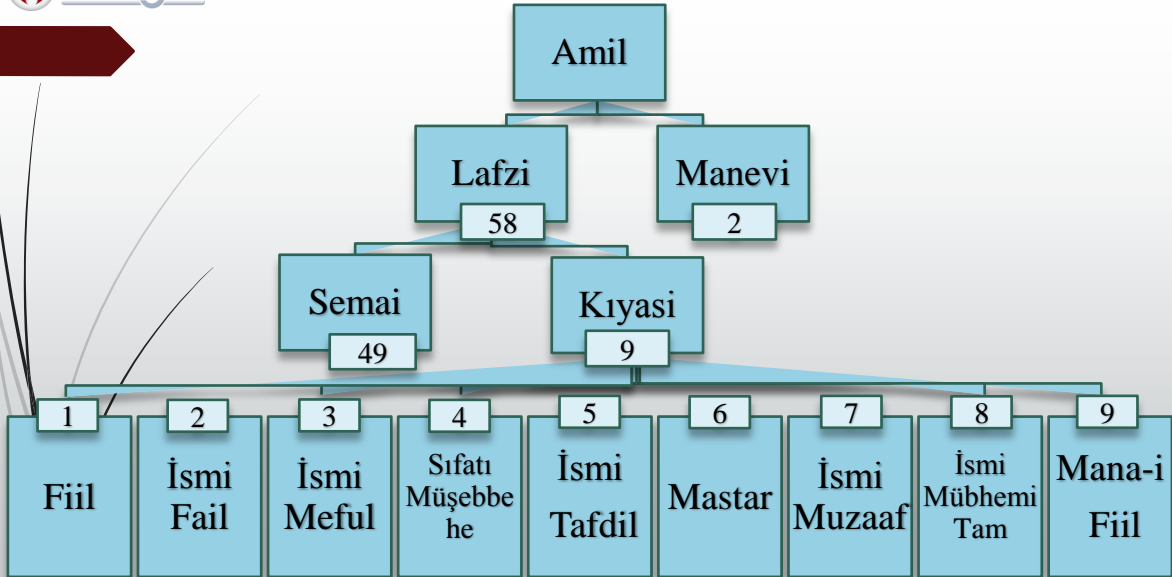 Amil
Lafzi
58
Manevi
2
Semai
49
Kıyasi
9
1
Fiil
2
İsmi
Fail
3
İsmi
Meful
4
Sıfatı
Müşebbe
he
5
İsmi
Tafdil
6
Mastar
7
İsmi
Muzaaf
8
İsmi
Mübhemi
Tam
9
Mana-i
Fiil